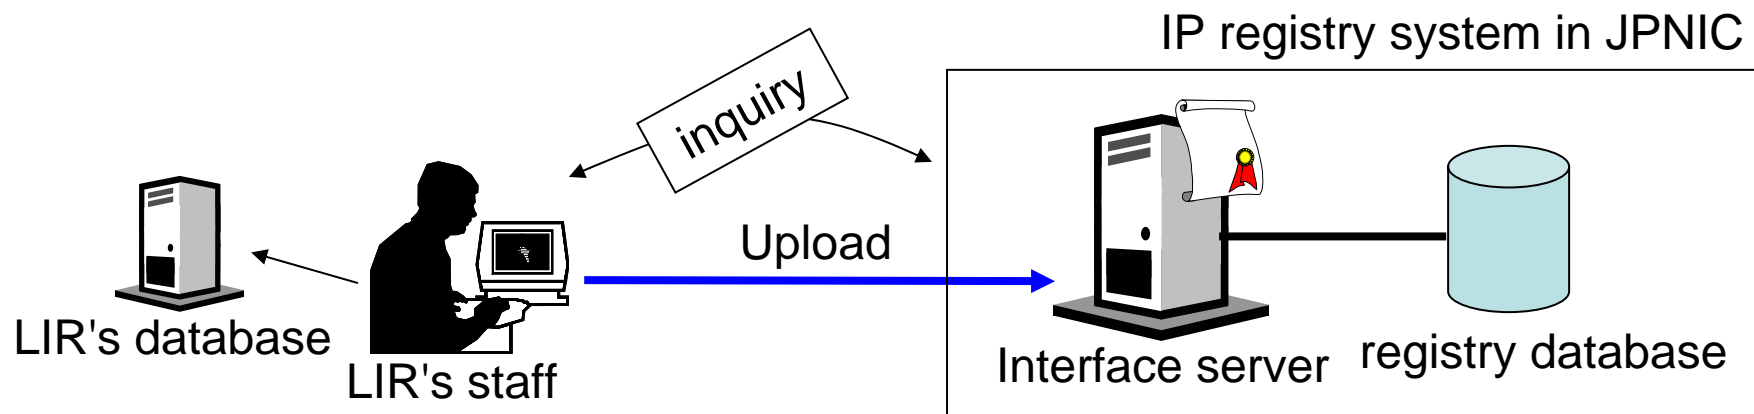 IP registry system in JPNIC
inquiry
Upload
LIR's database
LIR's staff
Interface server
registry database